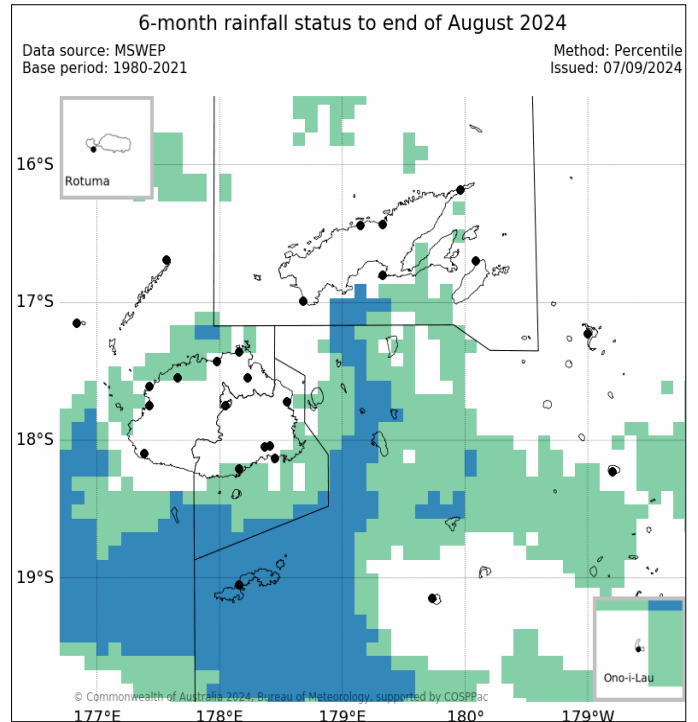 6-month rainfall status to end of August 2024
Data source: MSWEP
Method: Percentile
Base period: 1980-2021
Issued: 07/09/2024
Rotuma
16°S
17°S
18°S
19°S
Ono-i-Lau
© Commonwealth of Australia 2024, Bureau of Meteorology, supported by COSPPac
177°E
178°E
179°E
180°
179°W